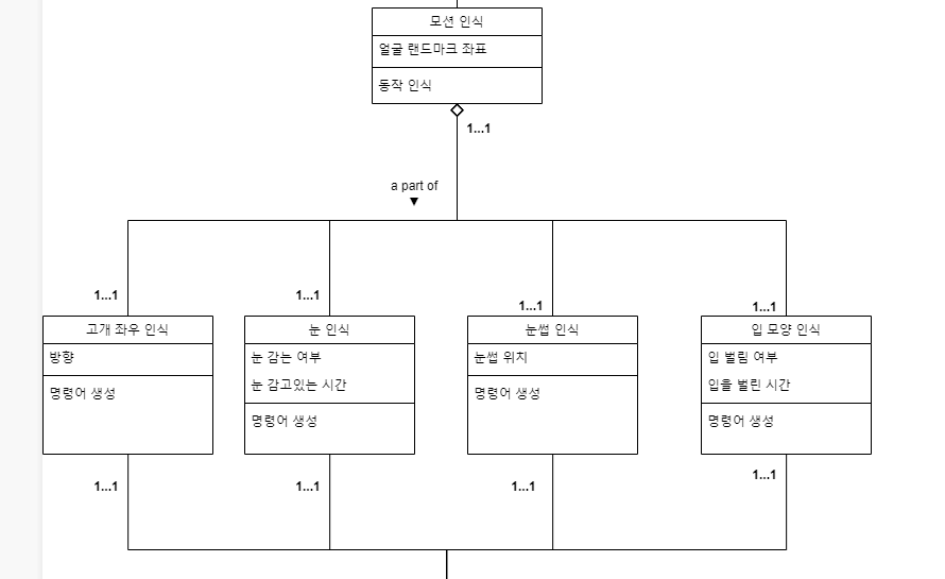 모션 인식
얼굴 랜드마크 좌표
동작 인식
1...1
a part of
1...1
1...1
1...1
1...1
고개 좌우 인식
방향
명령어 생성
눈 인식
눈 감는 여부
눈 감고있는 시간
명령어 생성
눈썹 인식
눈썹 위치
명령어 생성
입 모양 인식
입 벌림 여부
입을 벌린 시간
명령어 생성
1...1
1...1
1...1
1...1